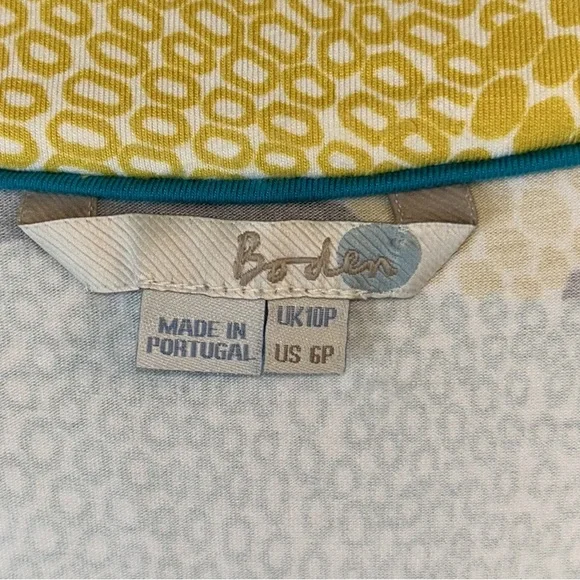 Boden
MADE IN
PORTUGAL
UK10P
US 6P